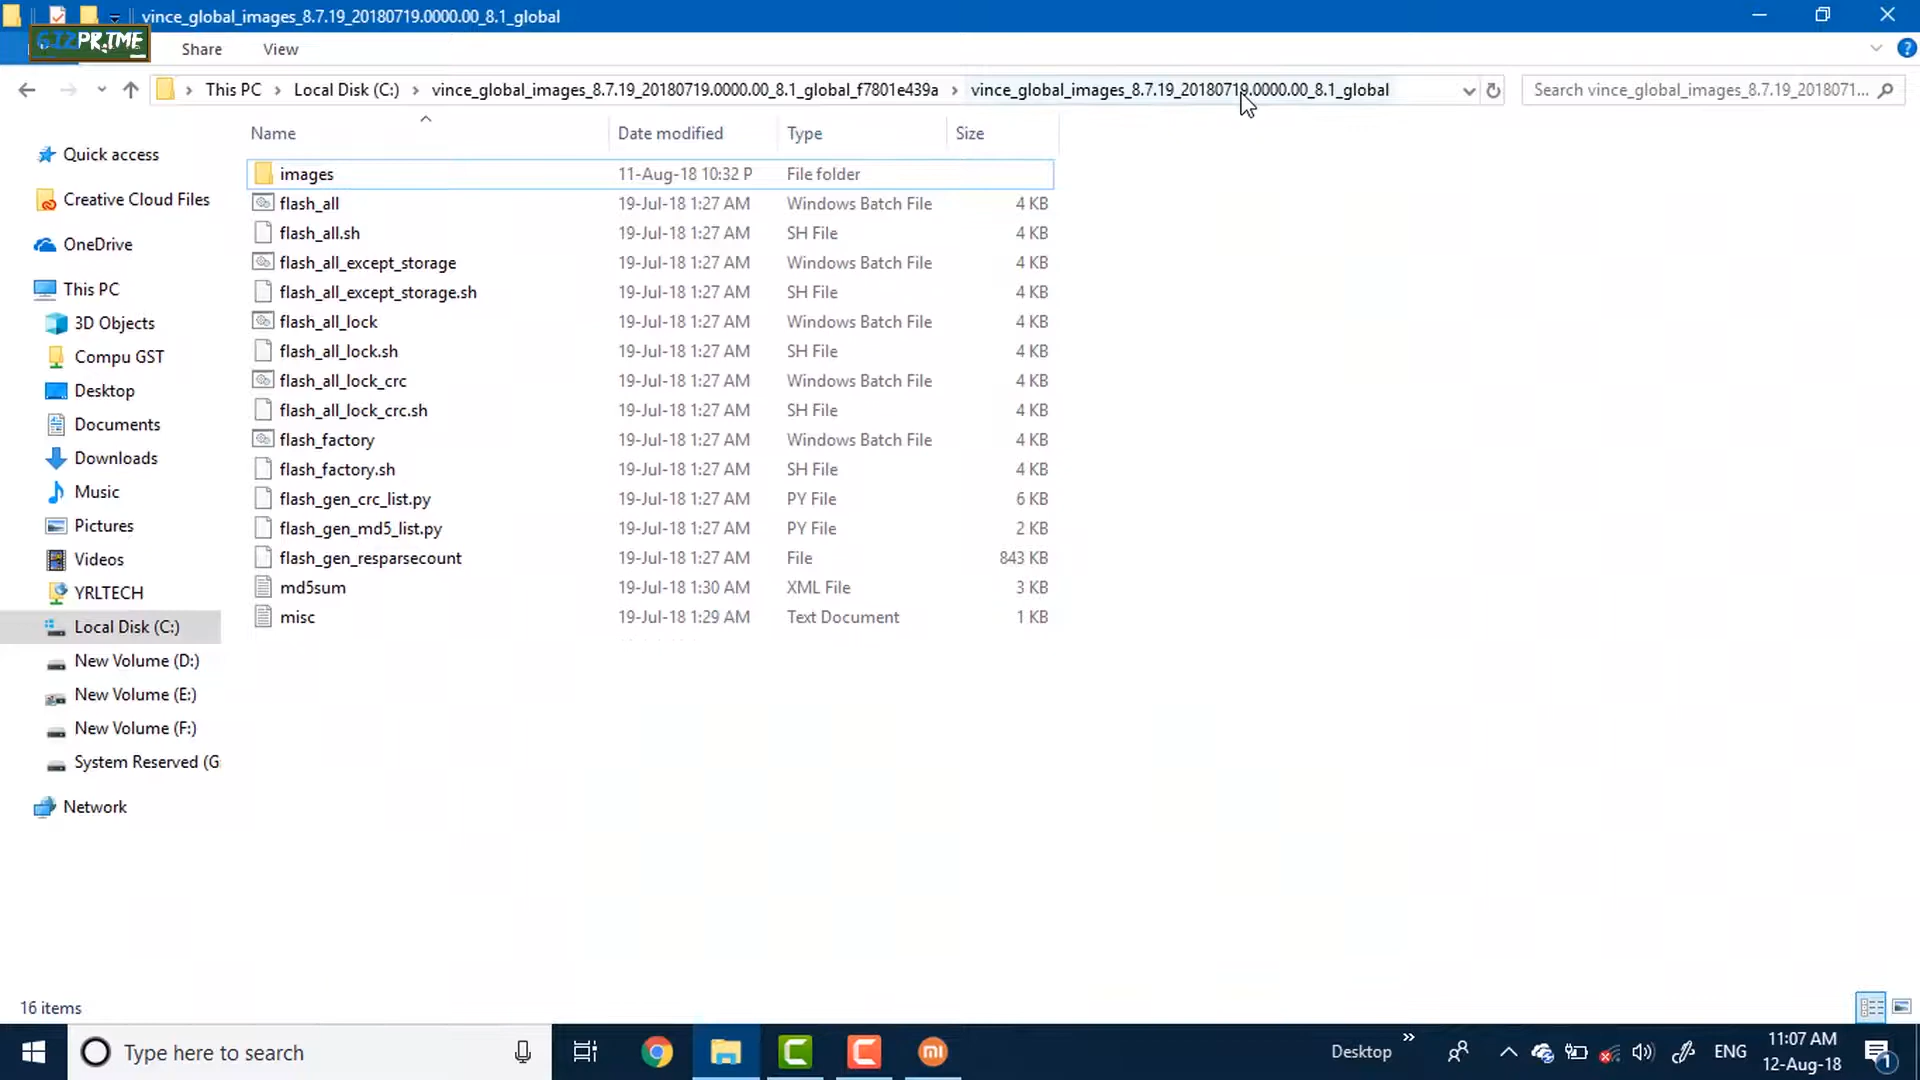 vince_global_images_8.7.19_20180719.0000.00_8.1_global
GIZPRIME
Share View
This PC Local Disk (C:) vince_global_images_8.7.19_20180719.0000.00_8.1_global_f7801e439a vince_global_images_8.7.19_20180719.0000.00_8.1_global Search vince_global_images_8.7.19_2018071...
Name Date modified Type Size
Quick access
Creative Cloud Files
OneDrive
This PC
3D Objects
Compu GST
Desktop
Documents
Downloads
Music
Pictures
Videos
YRLTECH
Local Disk (C:)
New Volume (D:)
New Volume (E:)
New Volume (F:)
System Reserved (G
Network
images 11-Aug-18 10:32 P File folder
flash_all 19-Jul-18 1:27 AM Windows Batch File 4 KB
flash_all.sh 19-Jul-18 1:27 AM SH File 4 KB
flash_all_except_storage 19-Jul-18 1:27 AM Windows Batch File 4 KB
flash_all_except_storage.sh 19-Jul-18 1:27 AM SH File 4 KB
flash_all_lock 19-Jul-18 1:27 AM Windows Batch File 4 KB
flash_all_lock.sh 19-Jul-18 1:27 AM SH File 4 KB
flash_all_lock_crc 19-Jul-18 1:27 AM Windows Batch File 4 KB
flash_all_lock_crc.sh 19-Jul-18 1:27 AM SH File 4 KB
flash_factory 19-Jul-18 1:27 AM Windows Batch File 4 KB
flash_factory.sh 19-Jul-18 1:27 AM SH File 4 KB
flash_gen_crc_list.py 19-Jul-18 1:27 AM PY File 6 KB
flash_gen_md5_list.py 19-Jul-18 1:27 AM PY File 2 KB
flash_gen_resparsecount 19-Jul-18 1:27 AM File 843 KB
md5sum 19-Jul-18 1:30 AM XML File 3 KB
misc 19-Jul-18 1:29 AM Text Document 1 KB
16 items
Type here to search
Desktop
ENG
11:07 AM
12-Aug-18
1